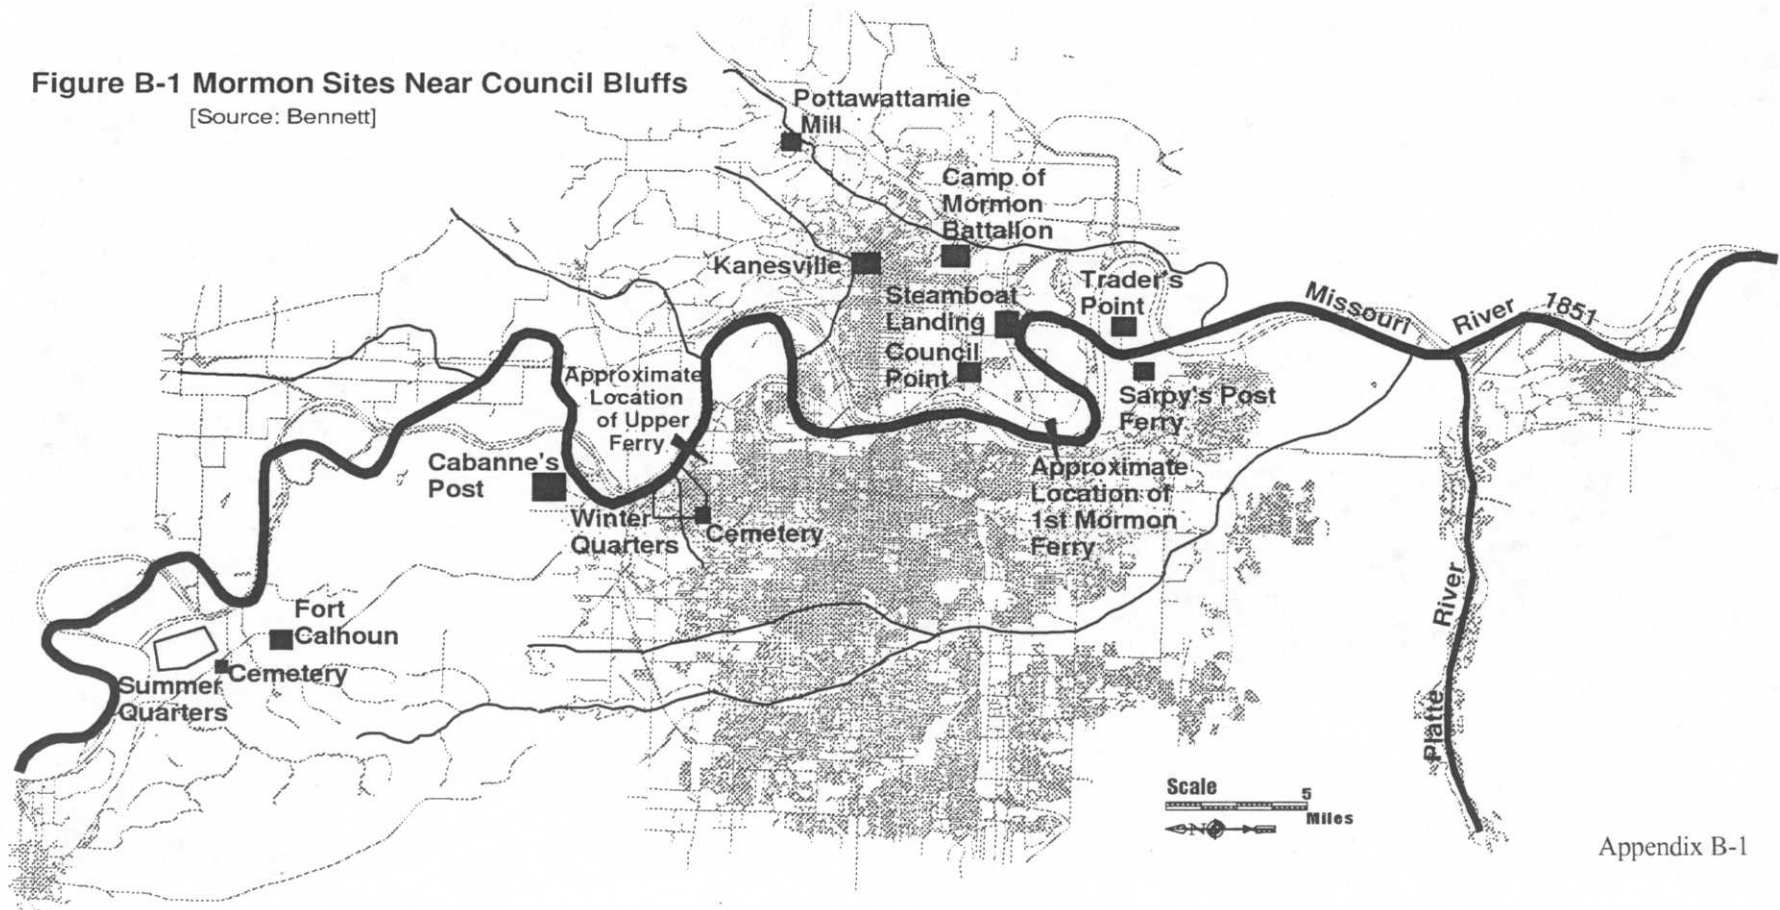 Figure B-1 Mormon Sites Near Council Bluffs
[Source: Bennett]
Pottawattamie
Mill
Camp of
Mormon
Battalion
Kanesville
Steamboat
Landing
Trader's
Point
Missouri
River
1851
Council
Point
Sarpy's Post
Ferry
Approximate
Location
of Upper
Ferry
Cabanne's
Post
Winter
Quarters
Cemetery
Approximate
Location of
1st Mormon
Ferry
Fort
Calhoun
Cemetery
Summer
Quarters
Platte
River
Scale
5
Miles
N
Appendix B-1